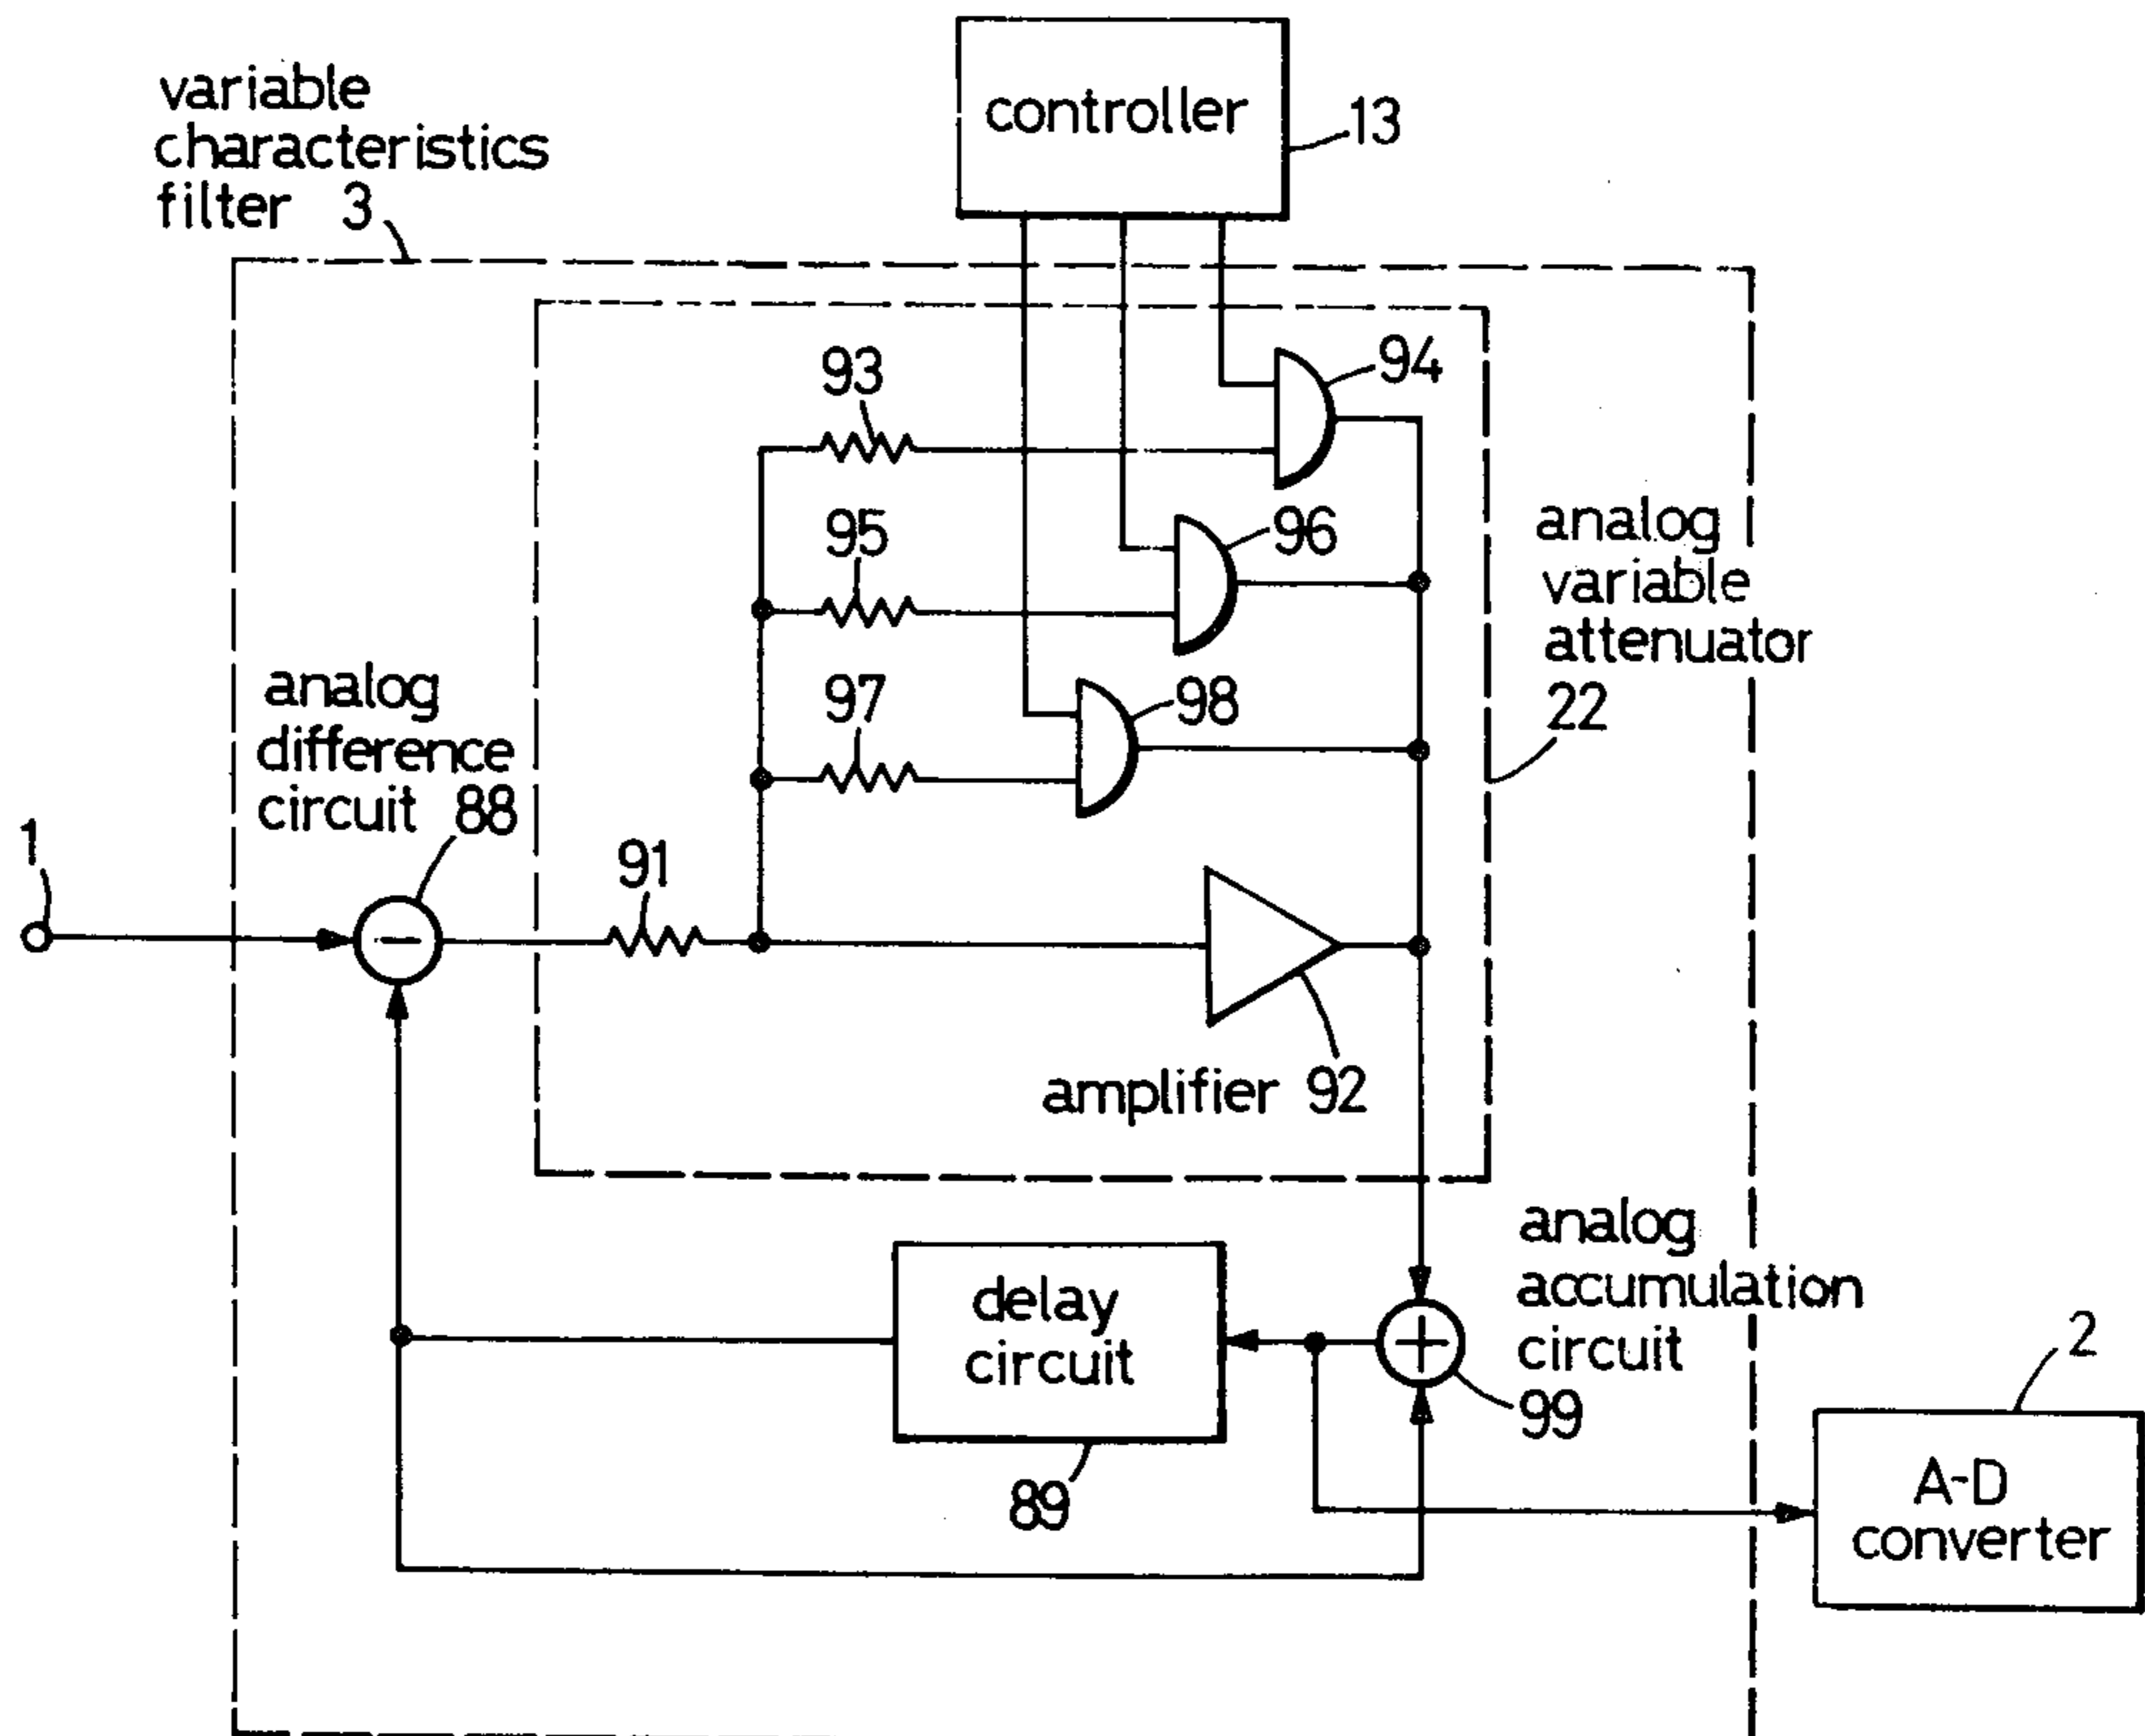 controller
13
variable
characteristics
filter 3
94
93
96
95
analog
variable
attenuator
22
98
97
analog
difference
circuit 88
1
91
amplifier 92
analog
accumulation
circuit
99
delay
circuit
89
2
A-D
converter